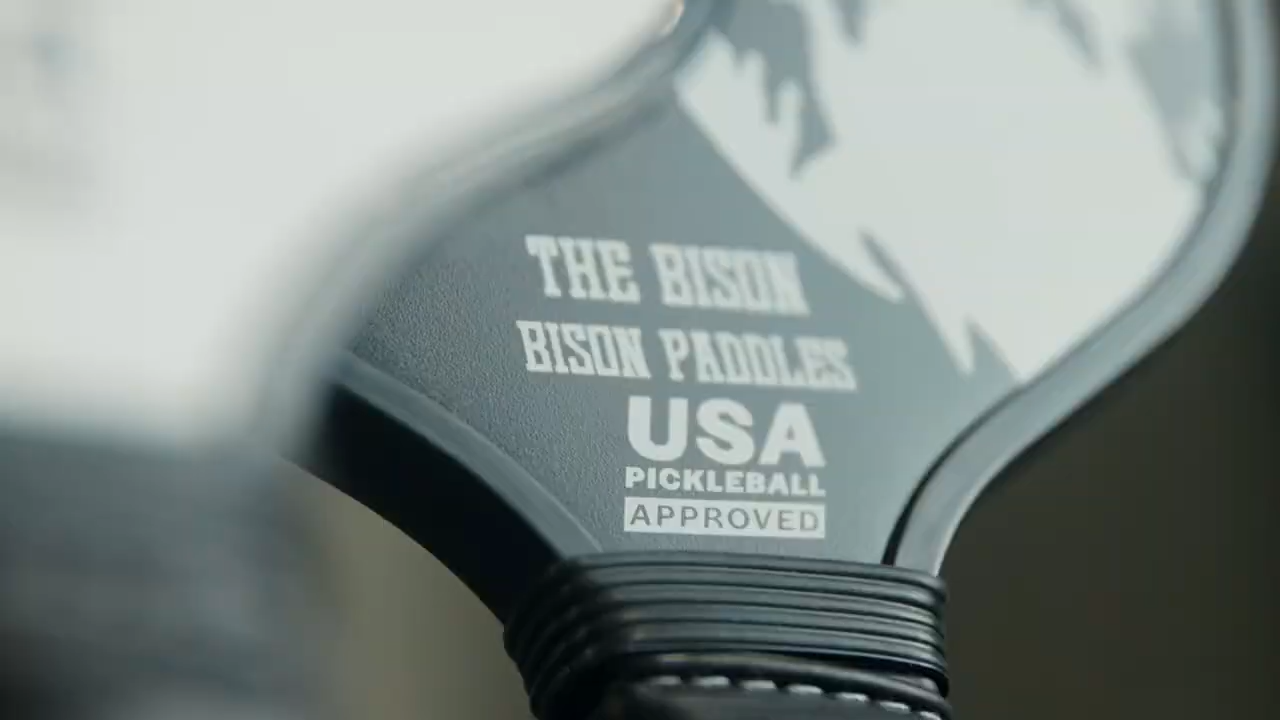 THE BISON
BISON PADDLES
USA
PICKLEBALL
APPROVED